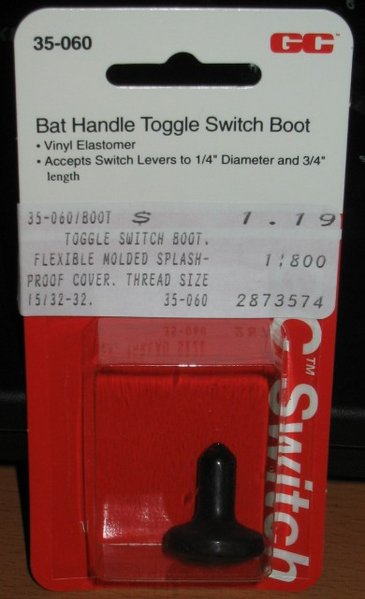 35-060
GC™
Bat Handle Toggle Switch Boot
• Vinyl Elastomer
• Accepts Switch Levers to 1/4" Diameter and 3/4"
length
35-060/BOOT $ 1.19
TOGGLE SWITCH BOOT.
FLEXIBLE MOLDED SPLASH- 1:800
PROOF COVER. THREAD SIZE
15/32-32. 35-060 2873574
C™ Switch